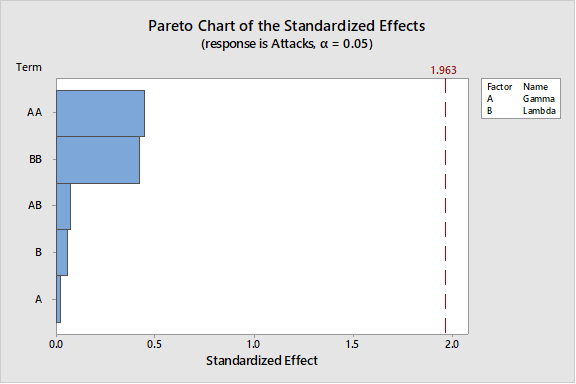 Pareto Chart of the Standardized Effects
(response is Attacks, α = 0.05)
Term
1.963
Factor Name
A Gamma
B Lambda
AA
BB
AB
B
A
0.0 0.5 1.0 1.5 2.0
Standardized Effect